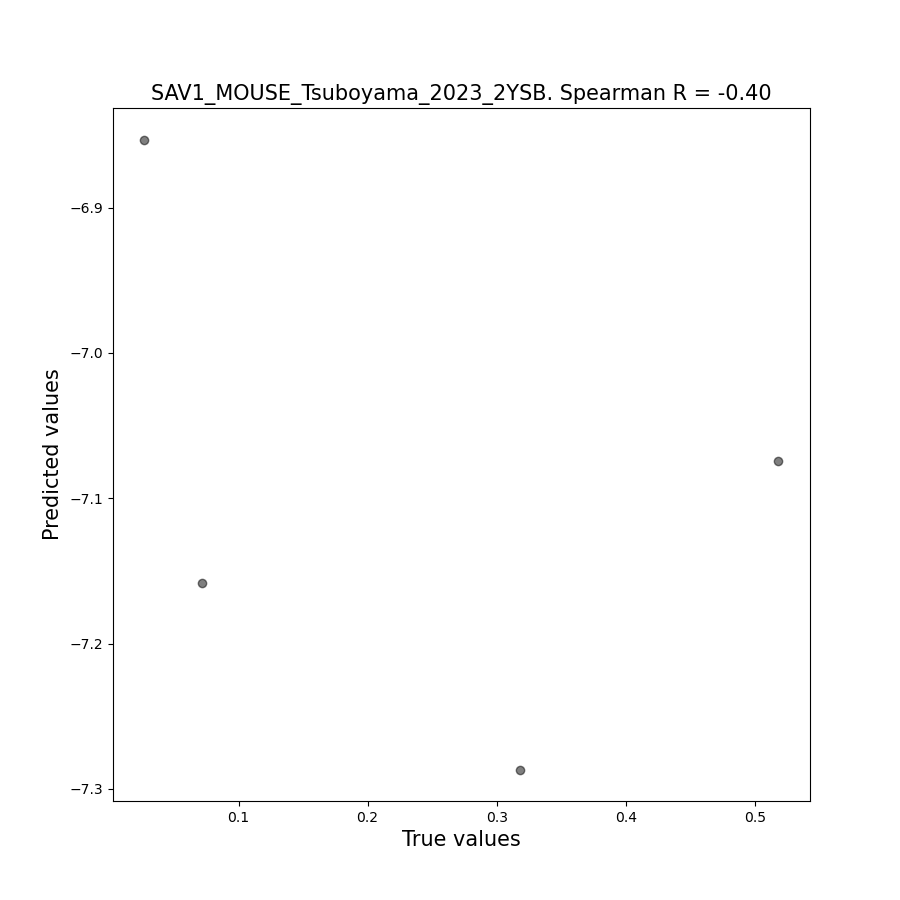 SAV1_MOUSE_Tsuboyama_2023_2YSB. Spearman R = -0.40
−6.9
−7.0
−7.1
−7.2
−7.3
Predicted values
0.1 0.2 0.3 0.4 0.5
True values